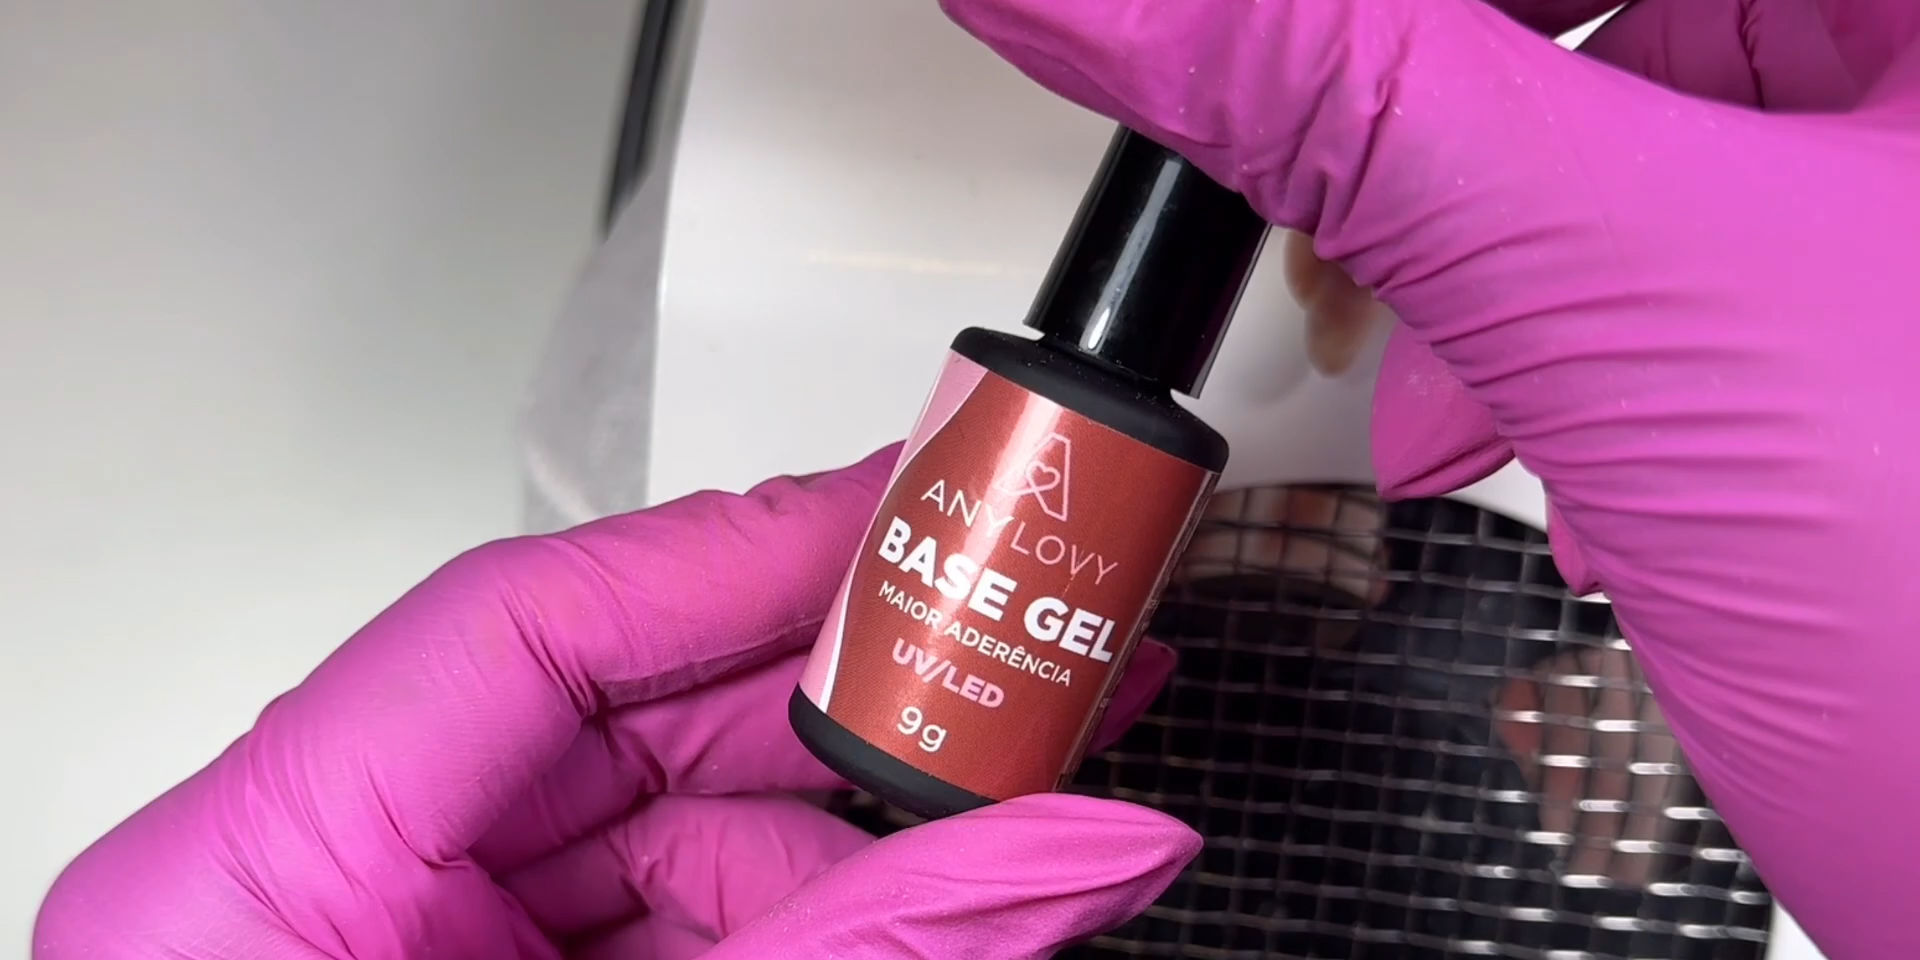 ANYLOVY
BASE GEL
MAIOR ADERÊNCIA
UV/LED
9g